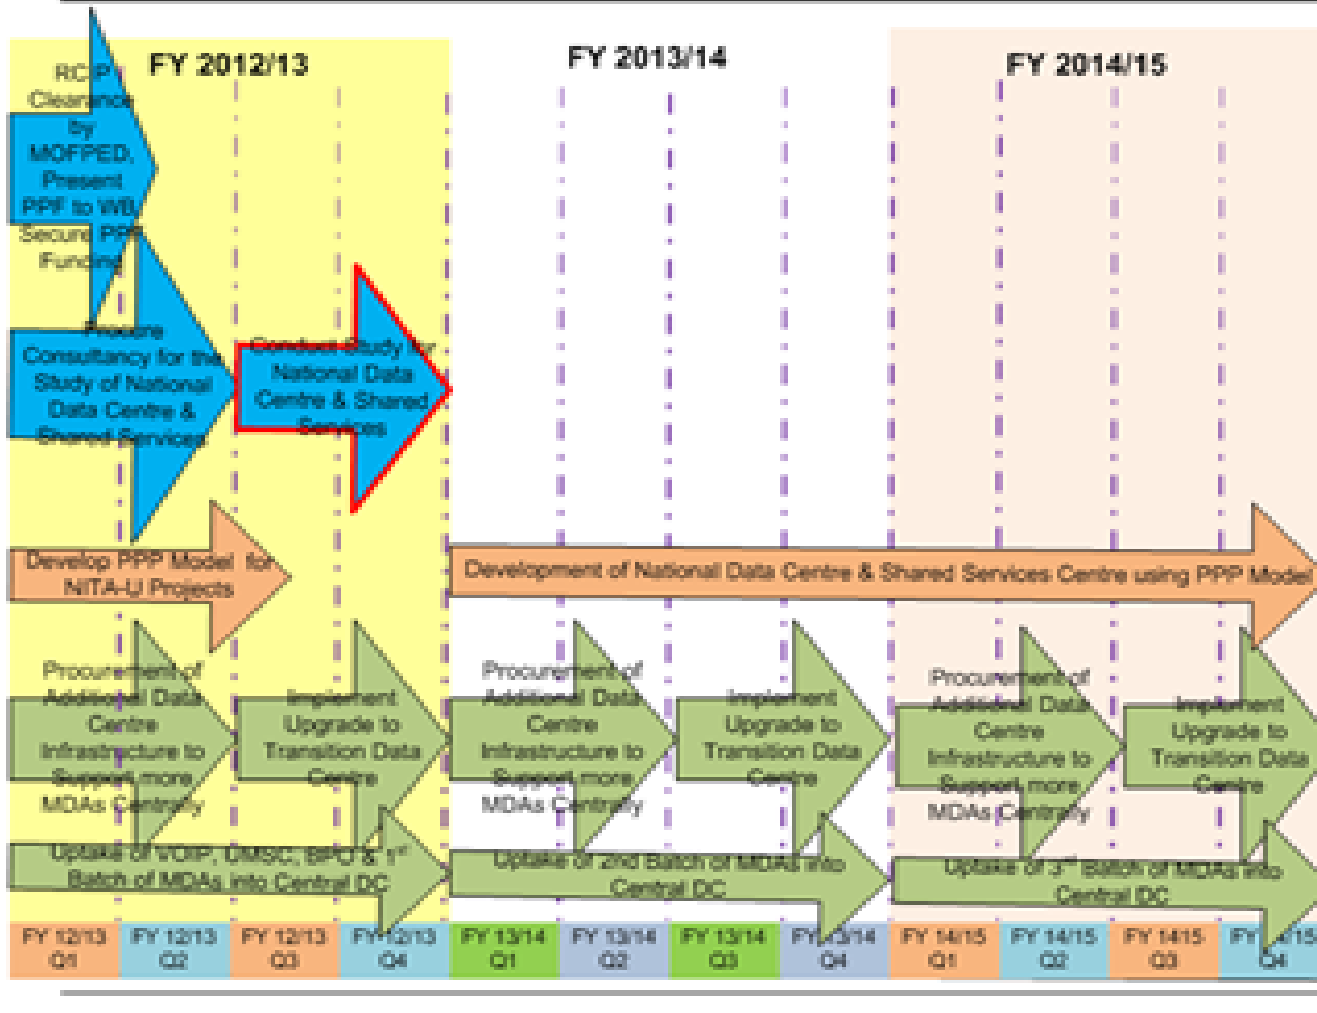 FY 2012/13
FY 2013/14
FY 2014/15
RCIP
Clearance
by
MOFPED,
Present
PPF to WB,
Secure PPF
Funding
Procure
Consultancy for the
Study of National
Data Centre &
Shared Services
Conduct Study for
National Data
Centre & Shared
Services
Develop PPP Model for
NITA-U Projects
Development of National Data Centre & Shared Services Centre using PPP Model
Procurement of
Additional Data
Centre
Infrastructure to
Support more
MDAs Centrally
Implement
Upgrade to
Transition Data
Centre
Procurement of
Additional Data
Centre
Infrastructure to
Support more
MDAs Centrally
Implement
Upgrade to
Transition Data
Centre
Procurement of
Additional Data
Centre
Infrastructure to
Support more
MDAs Centrally
Implement
Upgrade to
Transition Data
Centre
Uptake of VOIP, DMSC, BPO & 1st
Batch of MDAs into Central DC
Uptake of 2nd Batch of MDAs into
Central DC
Uptake of 3rd Batch of MDAs into
Central DC
FY 12/13
Q1
FY 12/13
Q2
FY 12/13
Q3
FY 12/13
Q4
FY 13/14
Q1
FY 13/14
Q2
FY 13/14
Q3
FY 13/14
Q4
FY 14/15
Q1
FY 14/15
Q2
FY 14/15
Q3
FY 14/15
Q4